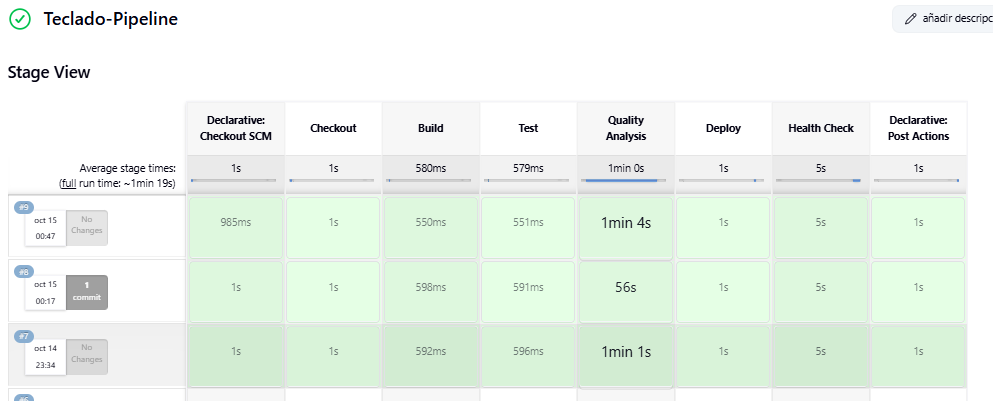 Teclado-Pipeline
añadir descripc
Stage View
Declarative: Checkout SCM
Checkout
Build
Test
Quality Analysis
Deploy
Health Check
Declarative: Post Actions
Average stage times:
(full run time: ~1min 19s)
1s
1s
580ms
579ms
1min 0s
1s
5s
1s
#9
oct 15
00:47
No Changes
985ms
1s
550ms
551ms
1min 4s
1s
5s
1s
#8
oct 15
00:17
1 commit
1s
1s
598ms
591ms
56s
1s
5s
1s
#7
oct 14
23:34
No Changes
1s
1s
592ms
596ms
1min 1s
1s
5s
1s